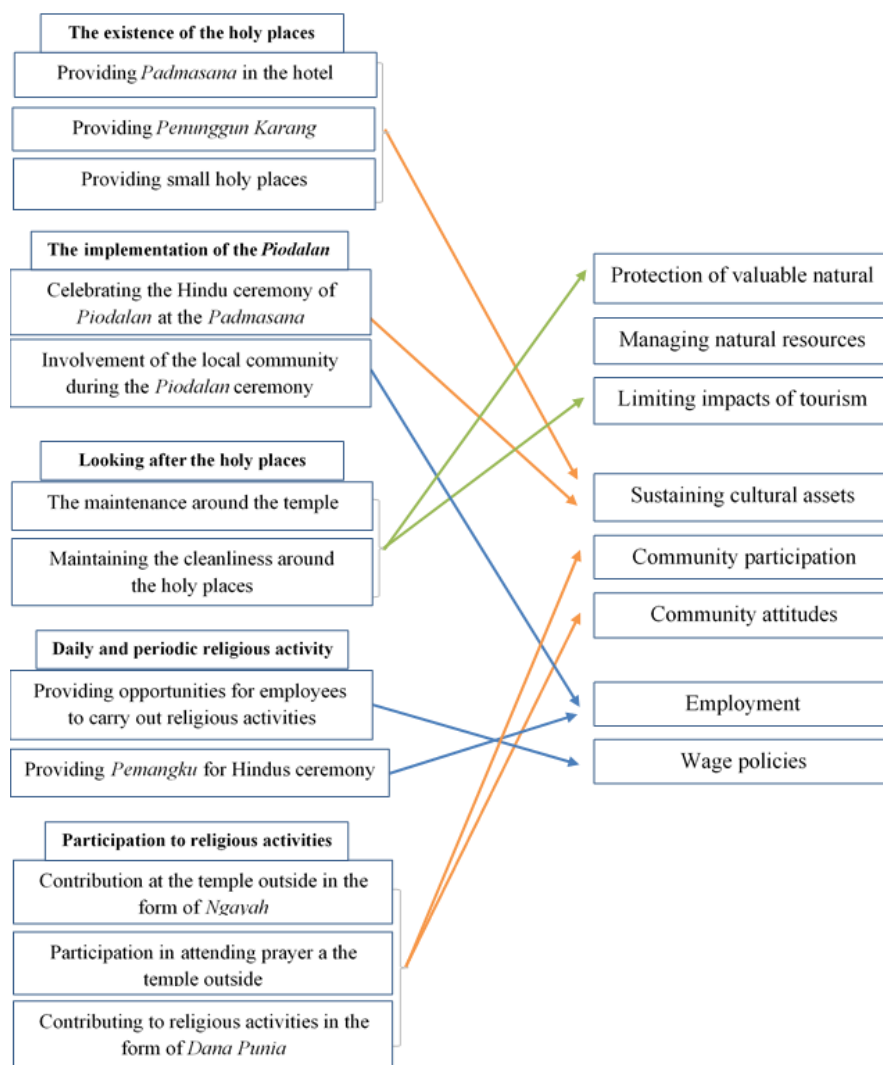 The existence of the holy places
Providing Padmasana in the hotel
Providing Penunggun Karang
Providing small holy places
The implementation of the Piodalan
Celebrating the Hindu ceremony of
Piodalan at the Padmasana
Involvement of the local community
during the Piodalan ceremony
Looking after the holy places
The maintenance around the temple
Maintaining the cleanliness around
the holy places
Daily and periodic religious activity
Providing opportunities for employees
to carry out religious activities
Providing Pemangku for Hindus ceremony
Participation to religious activities
Contribution at the temple outside in the
form of Ngayah
Participation in attending prayer a the
temple outside
Contributing to religious activities in the
form of Dana Punia
Protection of valuable natural
Managing natural resources
Limiting impacts of tourism
Sustaining cultural assets
Community participation
Community attitudes
Employment
Wage policies